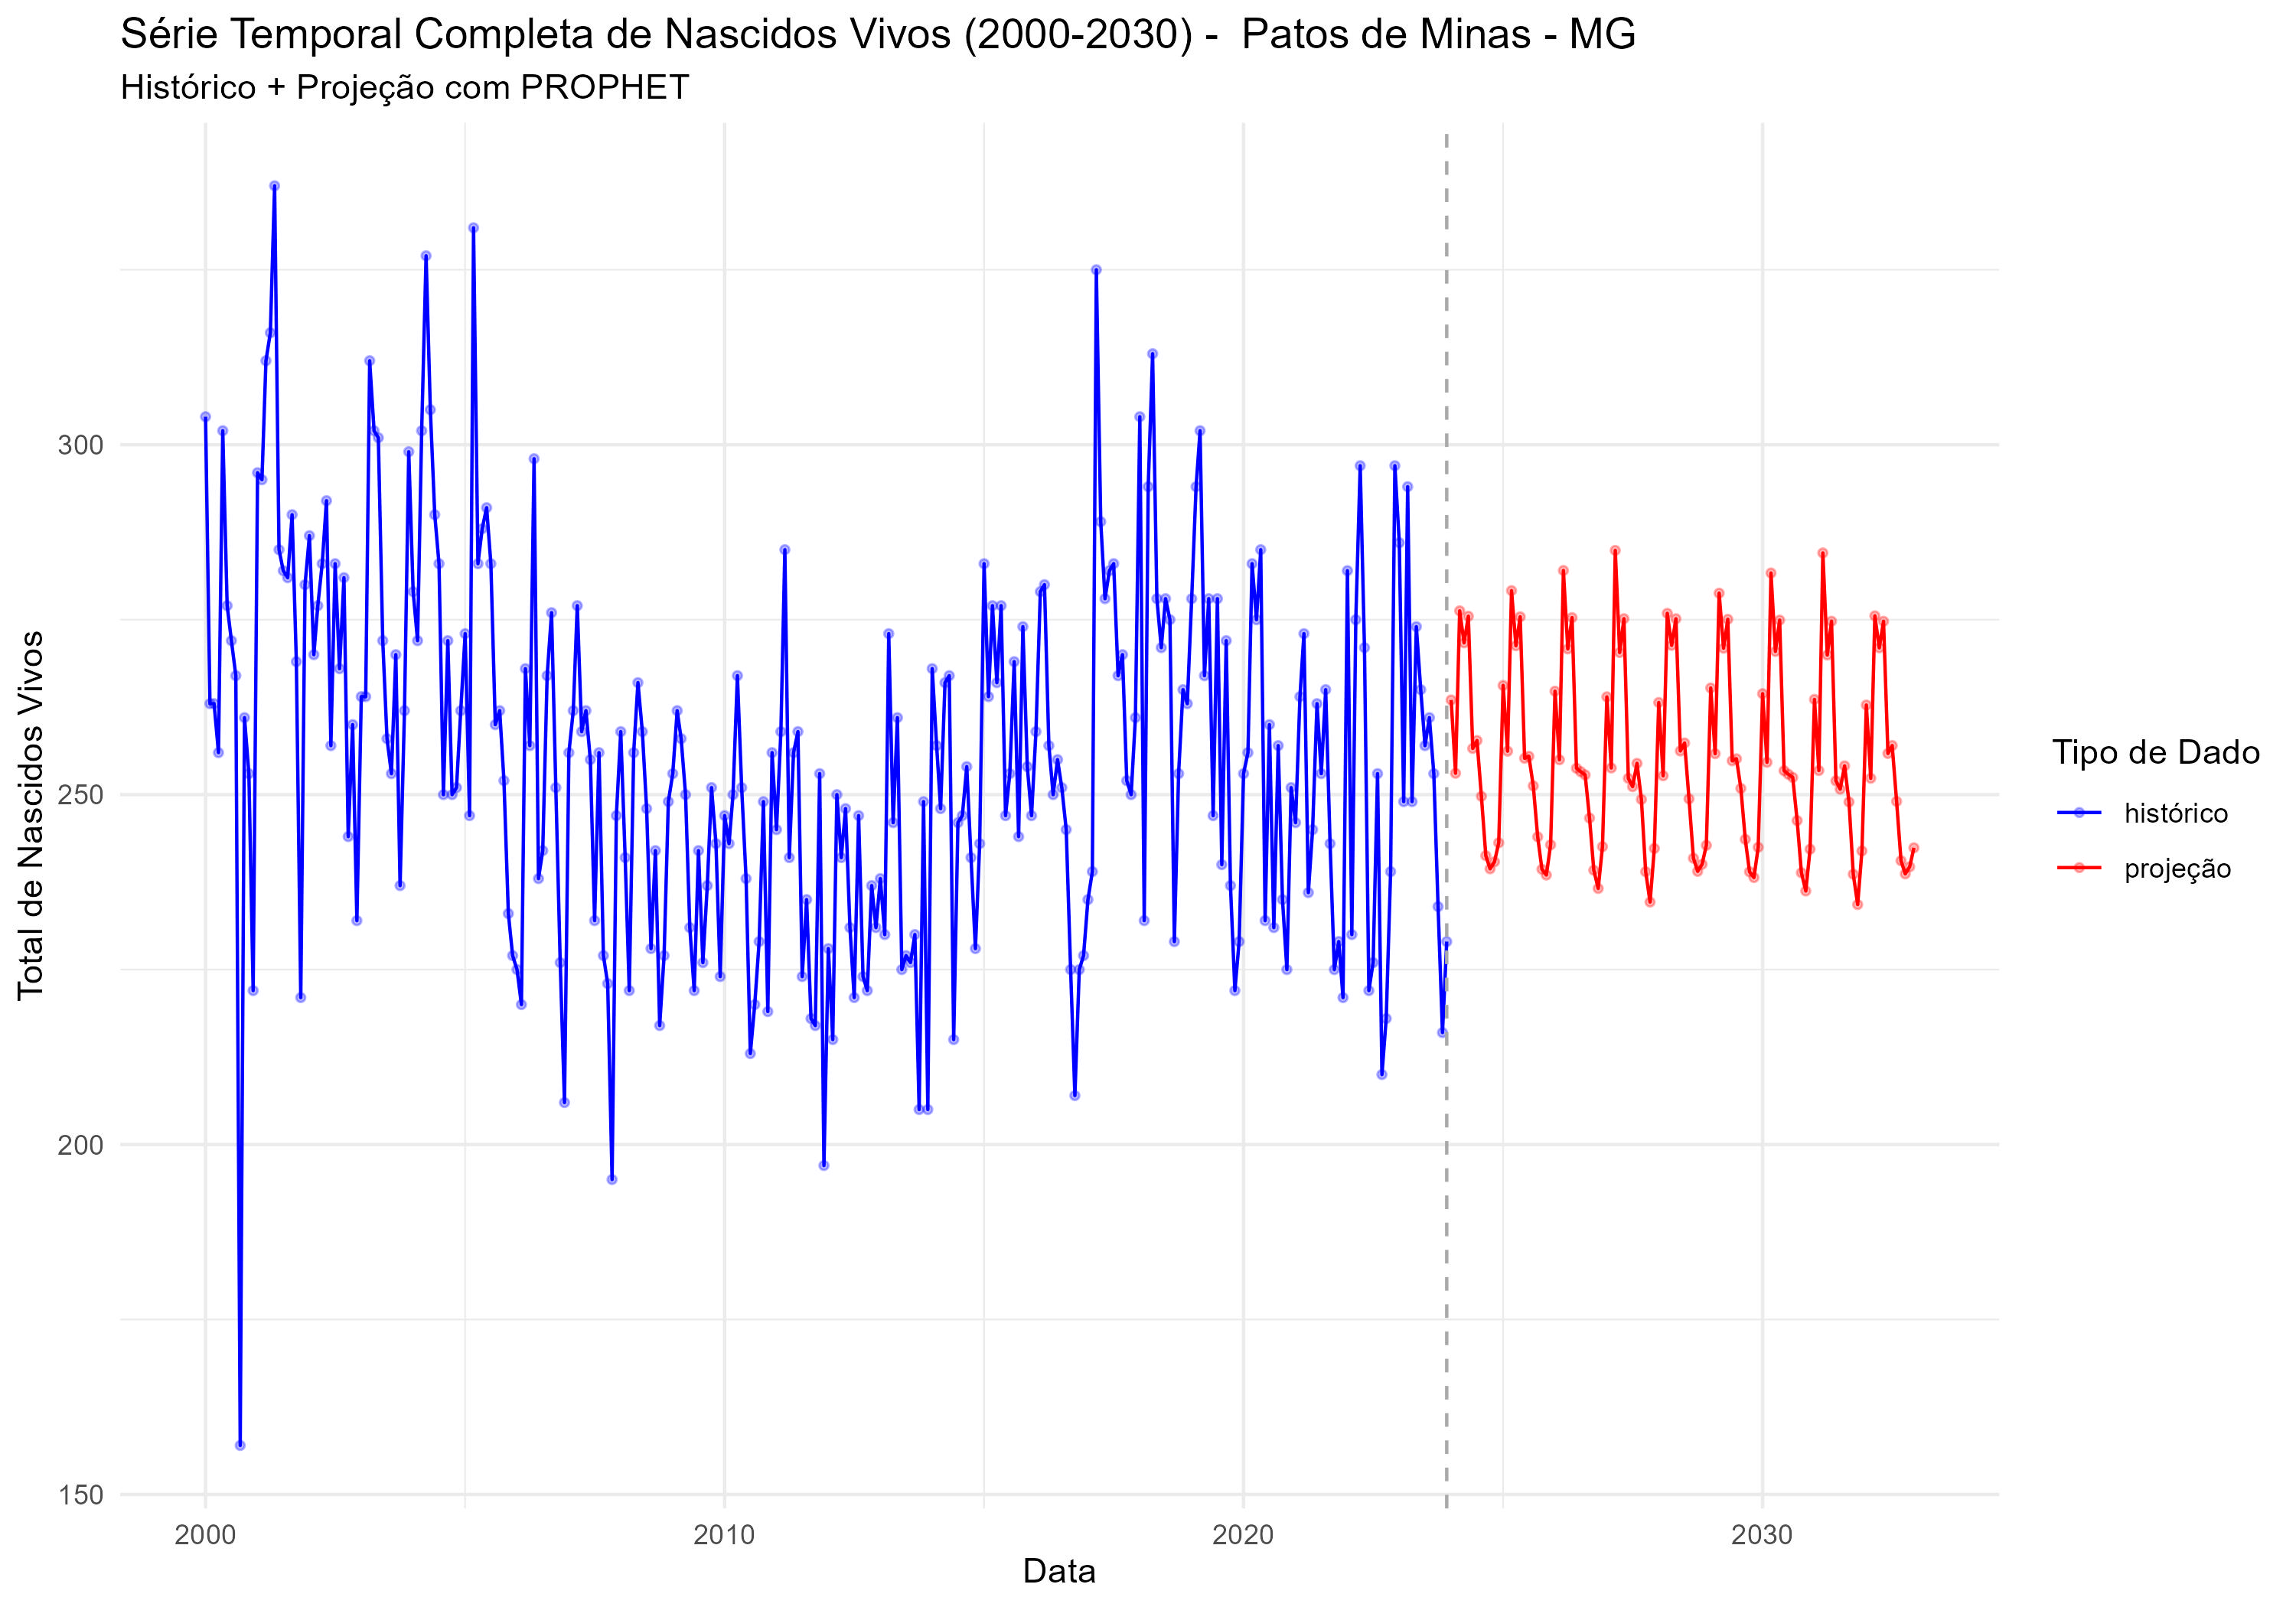 Série Temporal Completa de Nascidos Vivos (2000-2030) -  Patos de Minas - MG
Histórico + Projeção com PROPHET
Total de Nascidos Vivos
300
250
200
150
2000
2010
2020
2030
Data
Tipo de Dado
histórico
projeção